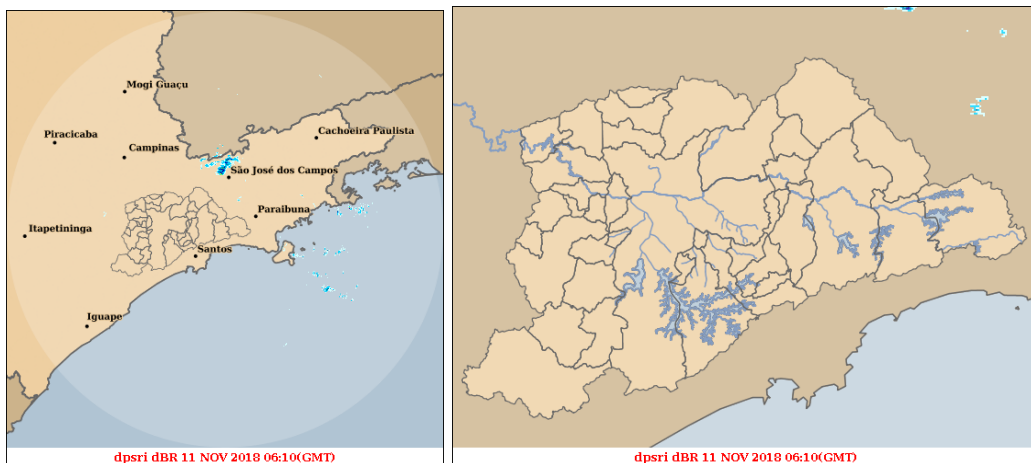 Mogi Guaçu
Piracicaba
Cachoeira Paulista
Campinas
São José dos Campos
Paraibuna
Itapetininga
Santos
Iguape
dpsri dBR 11 NOV 2018 06:10(GMT)
dpsri dBR 11 NOV 2018 06:10(GMT)